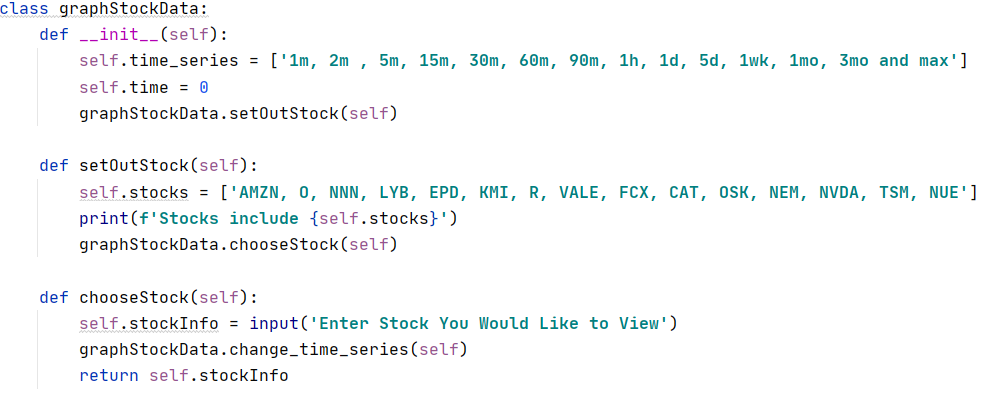 class graphStockData:
    def __init__(self):
        self.time_series = ['1m, 2m , 5m, 15m, 30m, 60m, 90m, 1h, 1d, 5d, 1wk, 1mo, 3mo and max']
        self.time = 0
        graphStockData.setOutStock(self)

    def setOutStock(self):
        self.stocks = ['AMZN, O, NNN, LYB, EPD, KMI, R, VALE, FCX, CAT, OSK, NEM, NVDA, TSM, NUE']
        print(f'Stocks include {self.stocks}')
        graphStockData.chooseStock(self)

    def chooseStock(self):
        self.stockInfo = input('Enter Stock You Would Like to View')
        graphStockData.change_time_series(self)
        return self.stockInfo